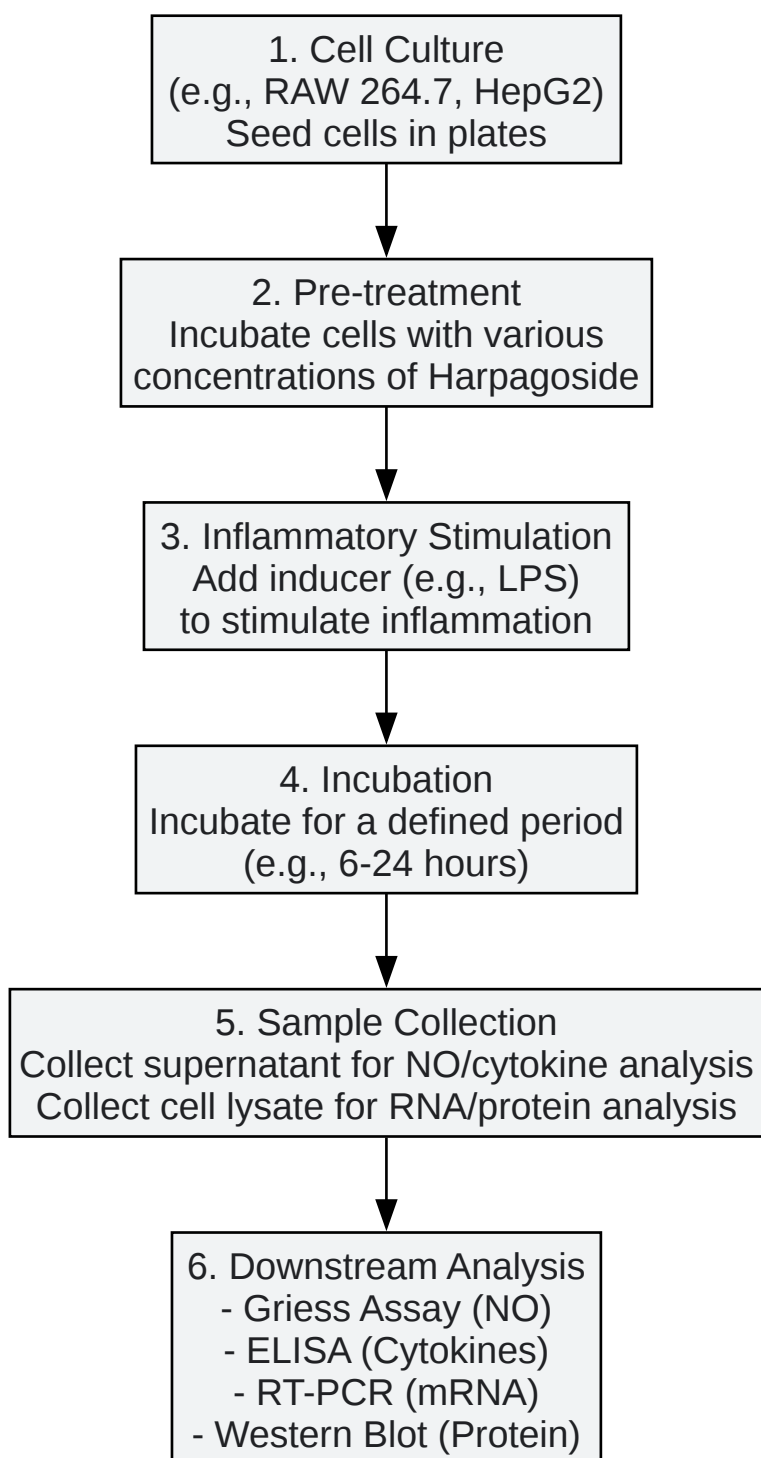 1. Cell Culture
(e.g., RAW 264.7, HepG2)
Seed cells in plates
2. Pre-treatment
Incubate cells with various
concentrations of Harpagoside
3. Inflammatory Stimulation
Add inducer (e.g., LPS)
to stimulate inflammation
4. Incubation
Incubate for a defined period
(e.g., 6-24 hours)
5. Sample Collection
Collect supernatant for NO/cytokine analysis
Collect cell lysate for RNA/protein analysis
6. Downstream Analysis
- Griess Assay (NO)
- ELISA (Cytokines)
- RT-PCR (mRNA)
- Western Blot (Protein)